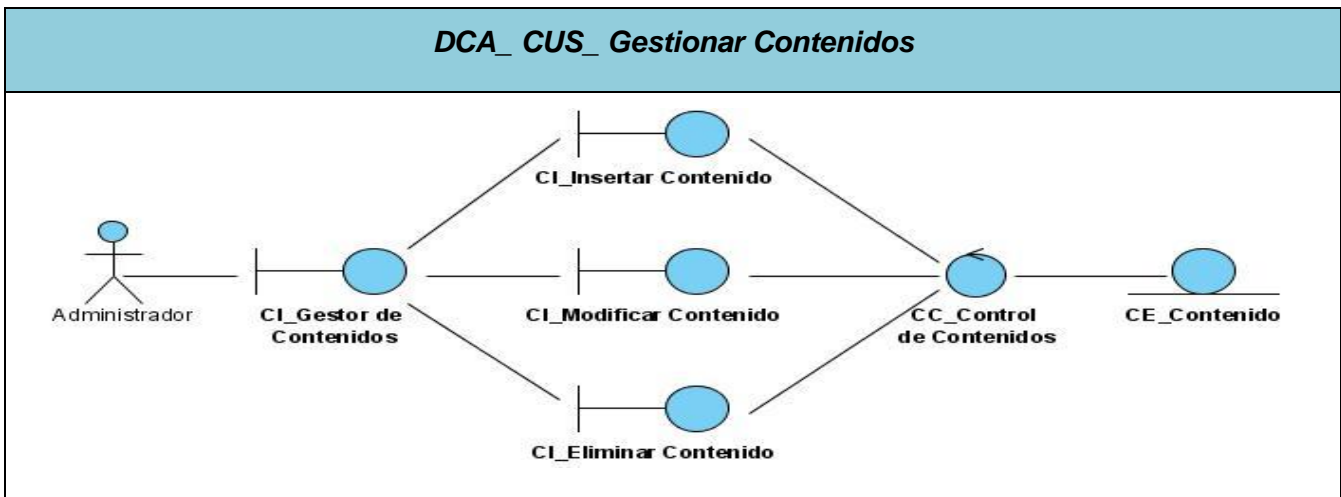 DCA_ CUS_ Gestionar Contenidos
CI_Insertar Contenido
Administrador
CI_Gestor de
Contenidos
CI_Modificar Contenido
CC_Control
de Contenidos
CE_Contenido
CI_Eliminar Contenido